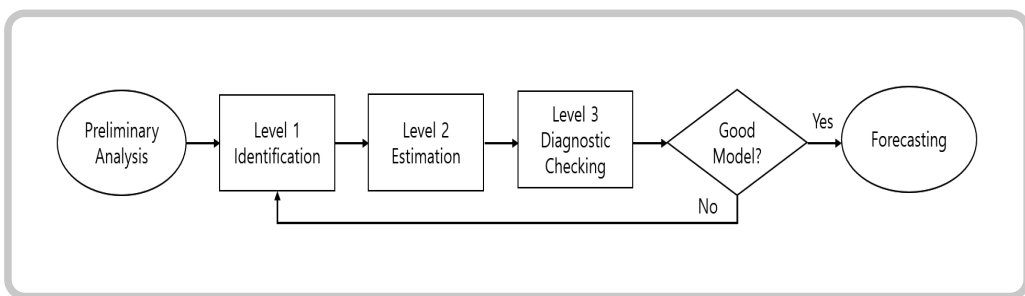 Preliminary
Analysis
Level 1
Identification
Level 2
Estimation
Level 3
Diagnostic
Checking
Good
Model?
Yes
No
Forecasting